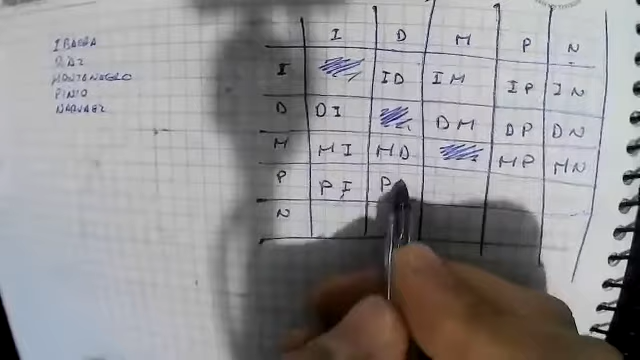 IBARRA
DIAZ
MONTENEGRO
PINTO
NARVAEZ
I D M P N
I ID IM IP IN
D DI DM DP DN
M MI MD MP MN
P PI P
N